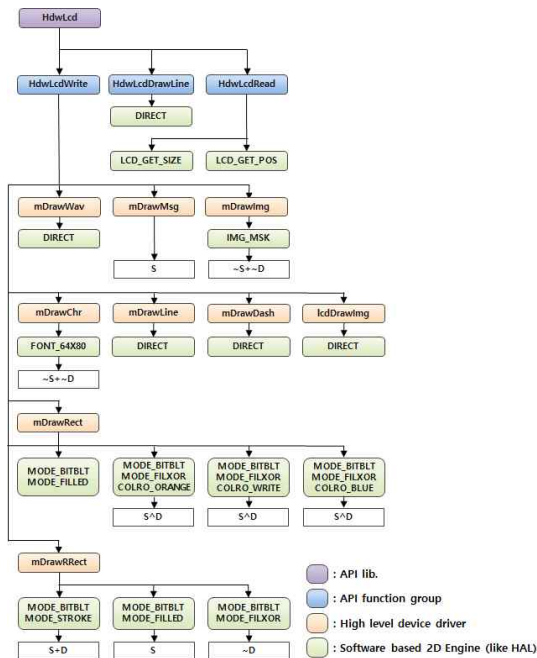 HdwLcd
HdwLcdWrite HdwLcdDrawLine HdwLcdRead
DIRECT
LCD_GET_SIZE LCD_GET_POS
mDrawWav mDrawMsg mDrawImg
DIRECT IMG_MSK
S ~S+~D
mDrawChr mDrawLine mDrawDash lcdDrawImg
FONT_64X80 DIRECT DIRECT DIRECT
~S+~D
mDrawRect
MODE_BITBLT MODE_BITBLT MODE_BITBLT MODE_BITBLT
MODE_FILLED MODE_FILXOR MODE_FILXOR MODE_FILXOR
COLRO_ORANGE COLRO_WRITE COLRO_BLUE
S^D S^D S^D
mDrawRRect
MODE_BITBLT MODE_BITBLT MODE_BITBLT
MODE_STROKE MODE_FILLED MODE_FILXOR
S+D S ~D
: API lib.
: API function group
: High level device driver
: Software based 2D Engine (like HAL)